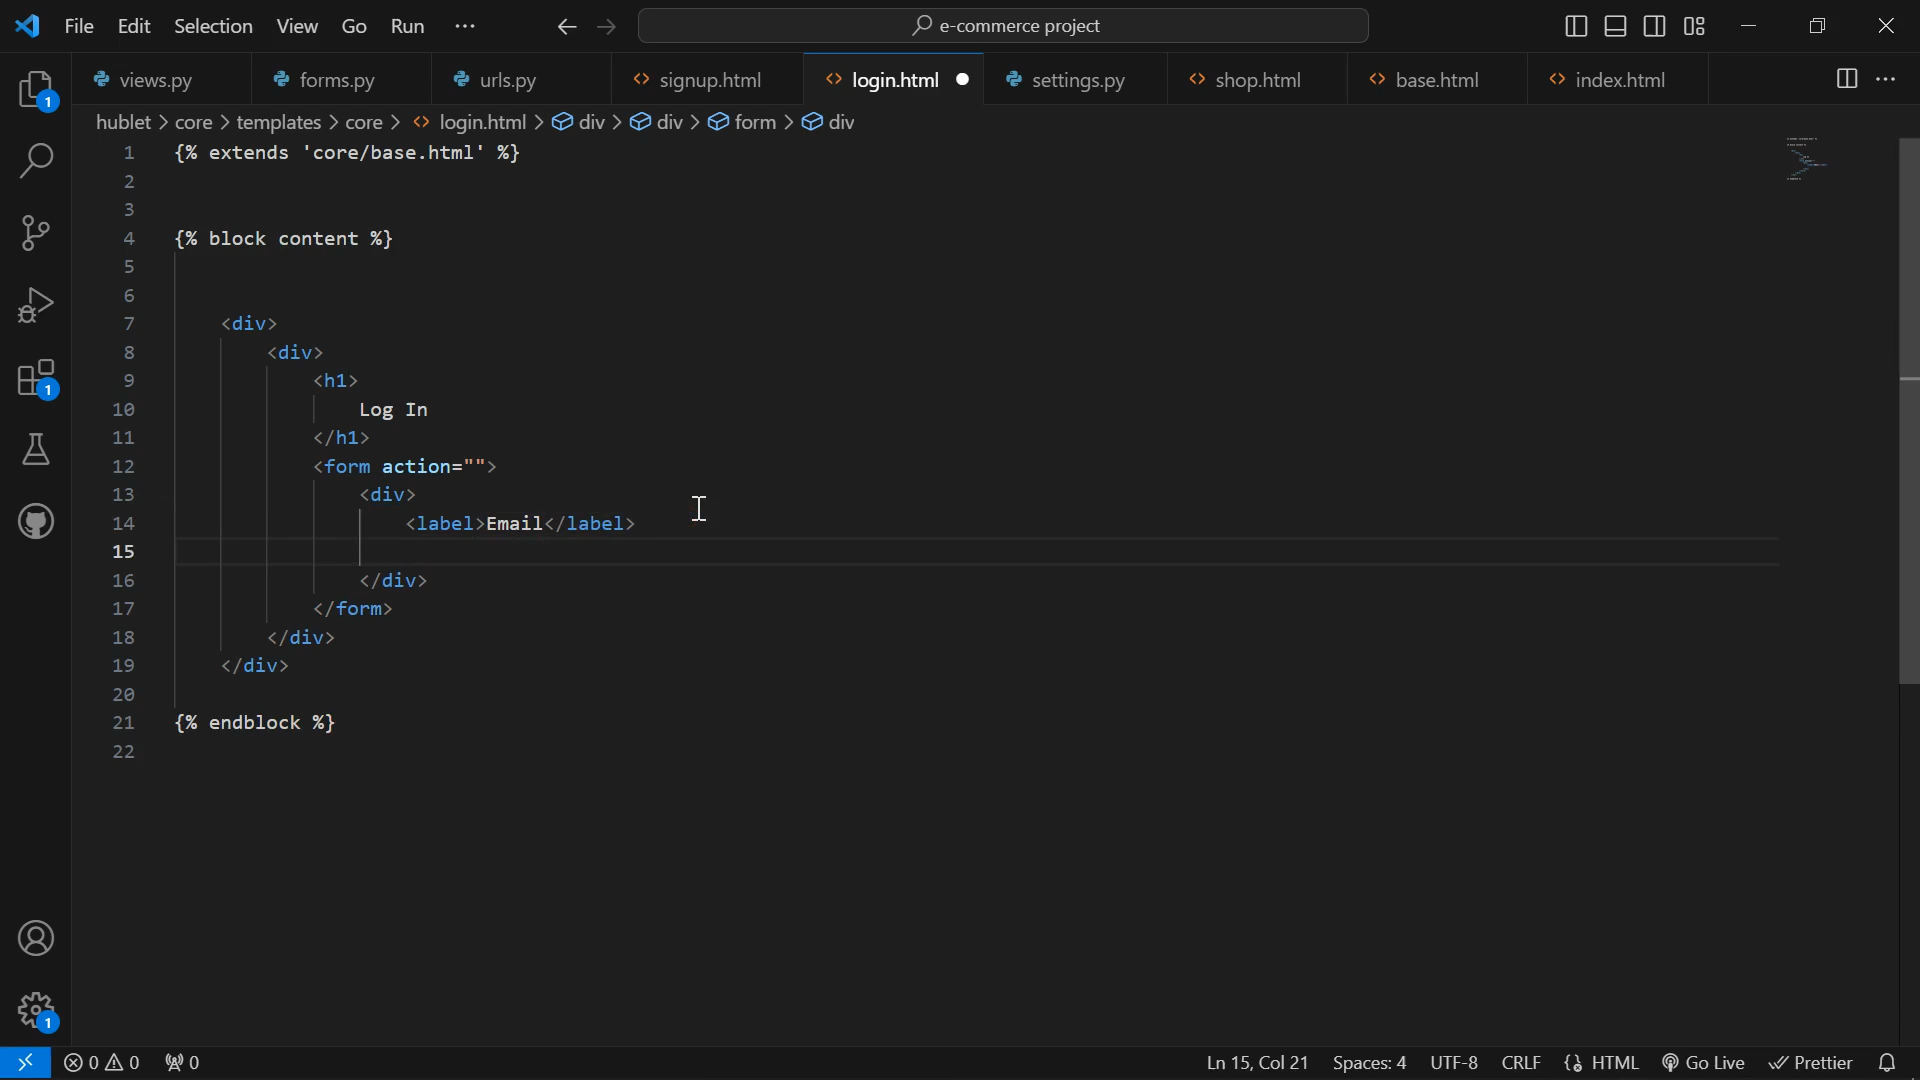 File Edit Selection View Go Run ··· e-commerce project
views.py forms.py urls.py signup.html login.html settings.py shop.html base.html index.html
hublet > core > templates > core > login.html > div > div > form > div
1 {% extends 'core/base.html' %}
2
3
4 {% block content %}
5
6
7 <div>
8 <div>
9 <h1>
10 Log In
11 </h1>
12 <form action="">
13 <div>
14 <label>Email</label>
15
16 </div>
17 </form>
18 </div>
19 </div>
20
21 {% endblock %}
22
1
1
1
0 0 0 Ln 15, Col 21 Spaces: 4 UTF-8 CRLF HTML Go Live Prettier